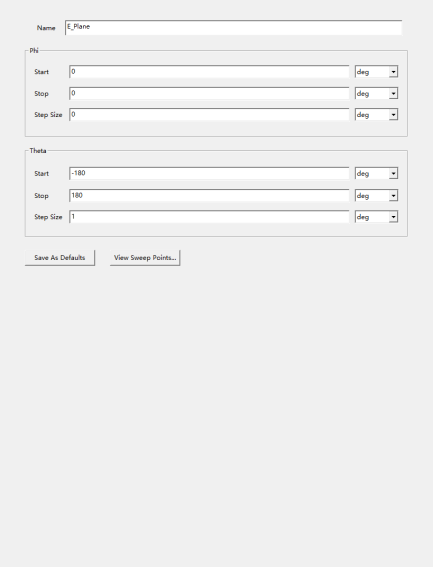 Name E_Plane
Phi
Start 0 deg
Stop 0 deg
Step Size 0 deg
Theta
Start -180 deg
Stop 180 deg
Step Size 1 deg
Save As Defaults View Sweep Points...